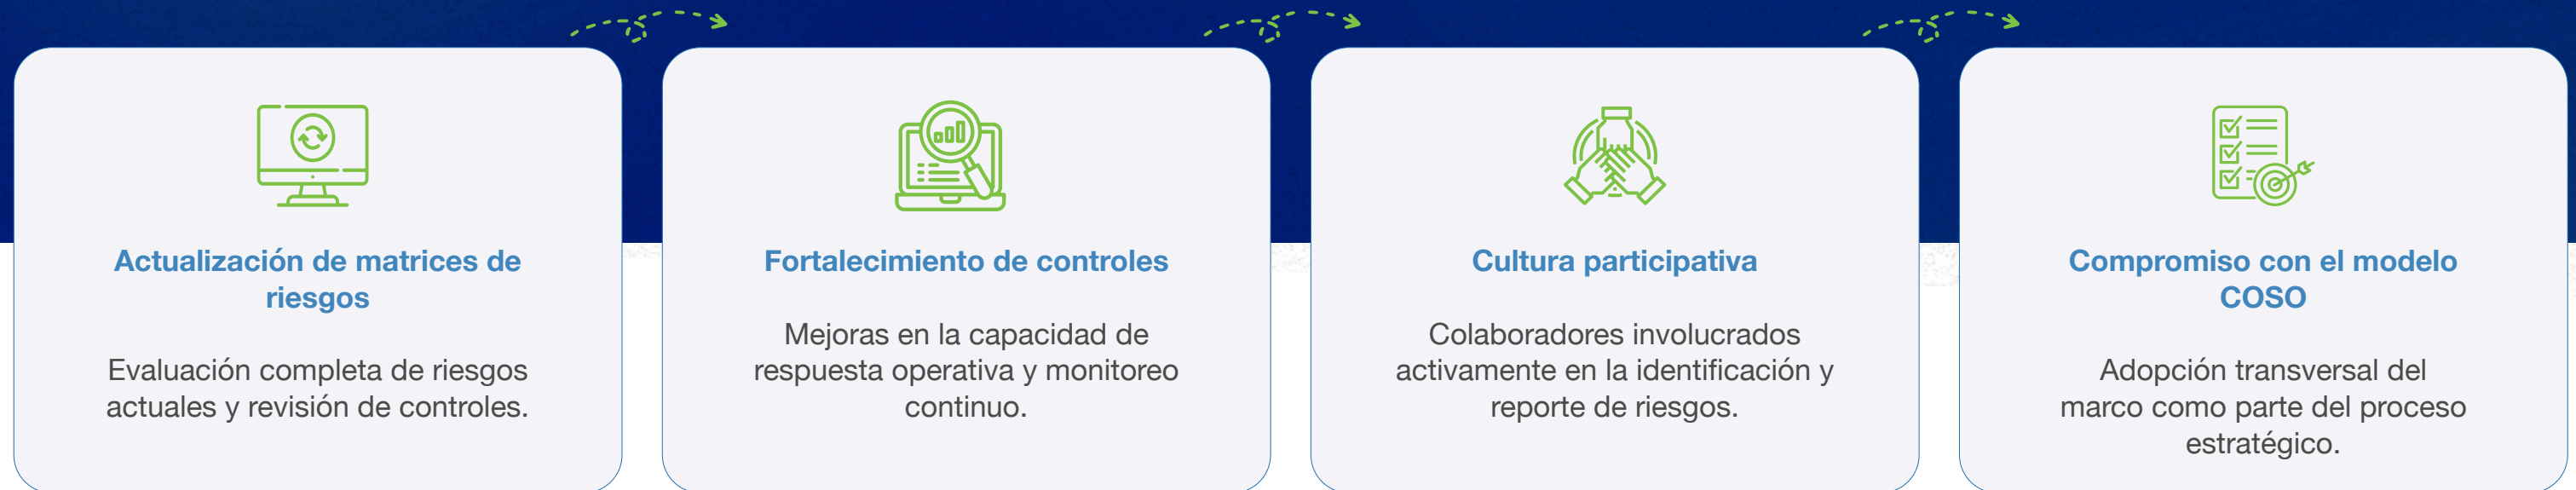 Actualización de matrices de
riesgos
Evaluación completa de riesgos
actuales y revisión de controles.
Fortalecimiento de controles
Mejoras en la capacidad de
respuesta operativa y monitoreo
continuo.
Cultura participativa
Colaboradores involucrados
activamente en la identificación y
reporte de riesgos.
Compromiso con el modelo
COSO
Adopción transversal del
marco como parte del proceso
estratégico.